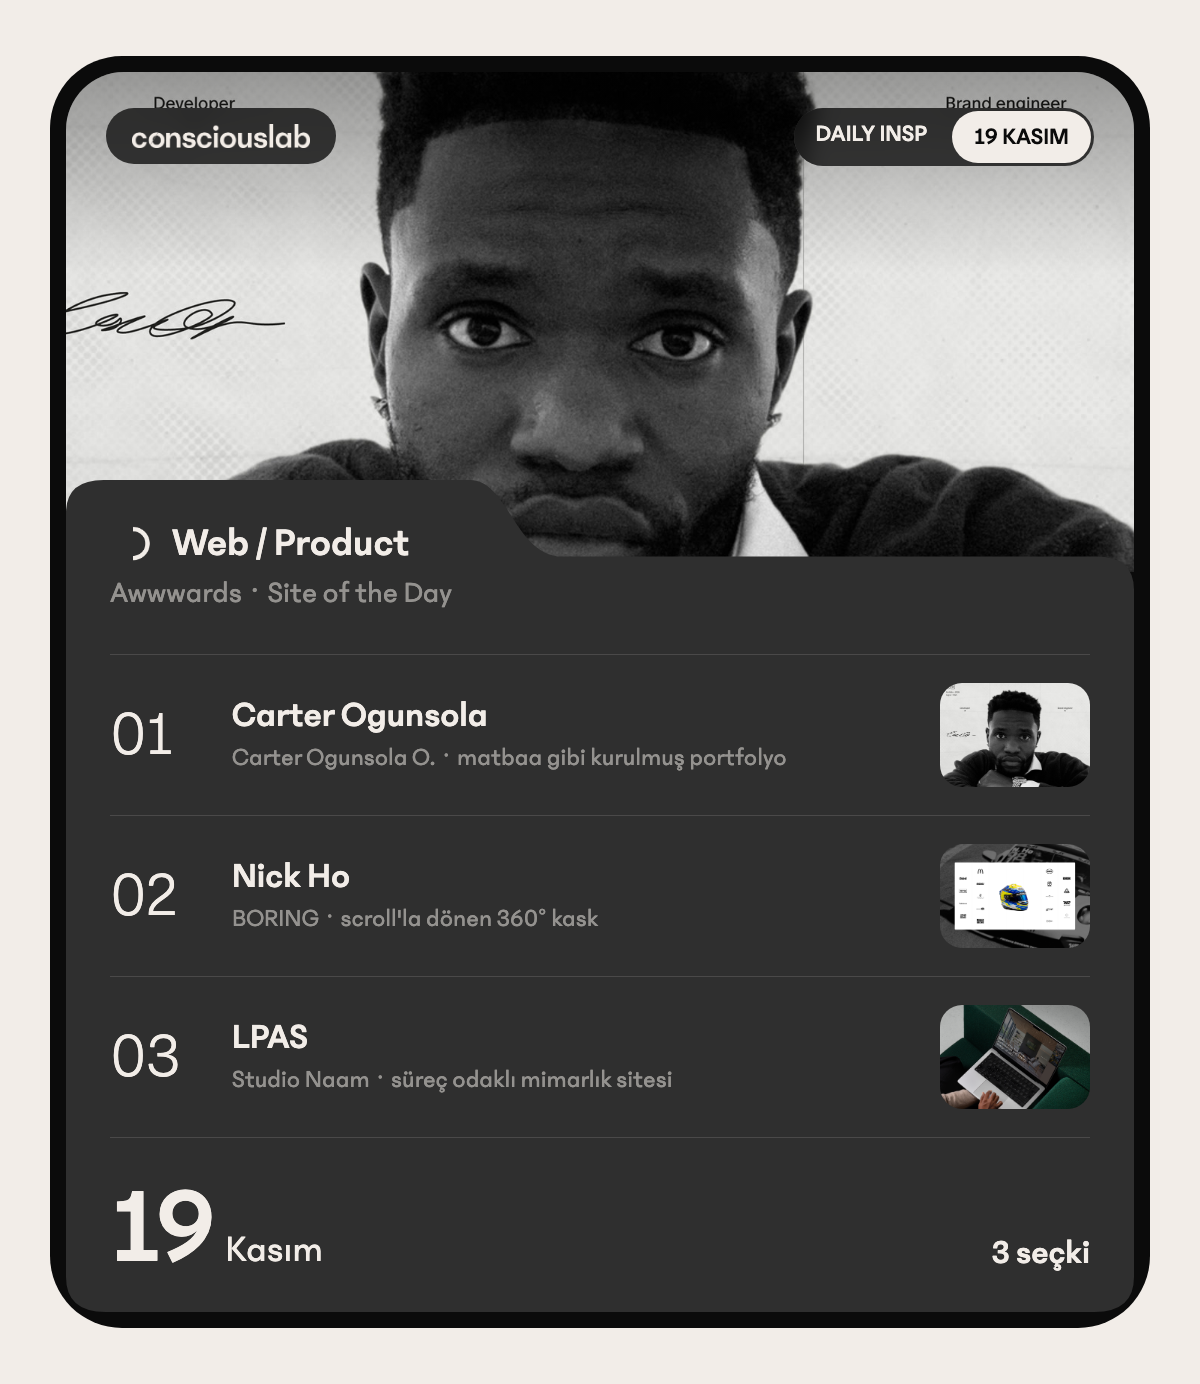 Developer
Brand engineer
consciouslab
DAILY INSP
19 KASIM
Web / Product
Awwwards · Site of the Day
01
Carter Ogunsola
Carter Ogunsola O. · matbaa gibi kurulmuş portfolyo
02
Nick Ho
BORING · scroll'la dönen 360° kask
03
LPAS
Studio Naam · süreç odaklı mimarlık sitesi
19 Kasım
3 seçki